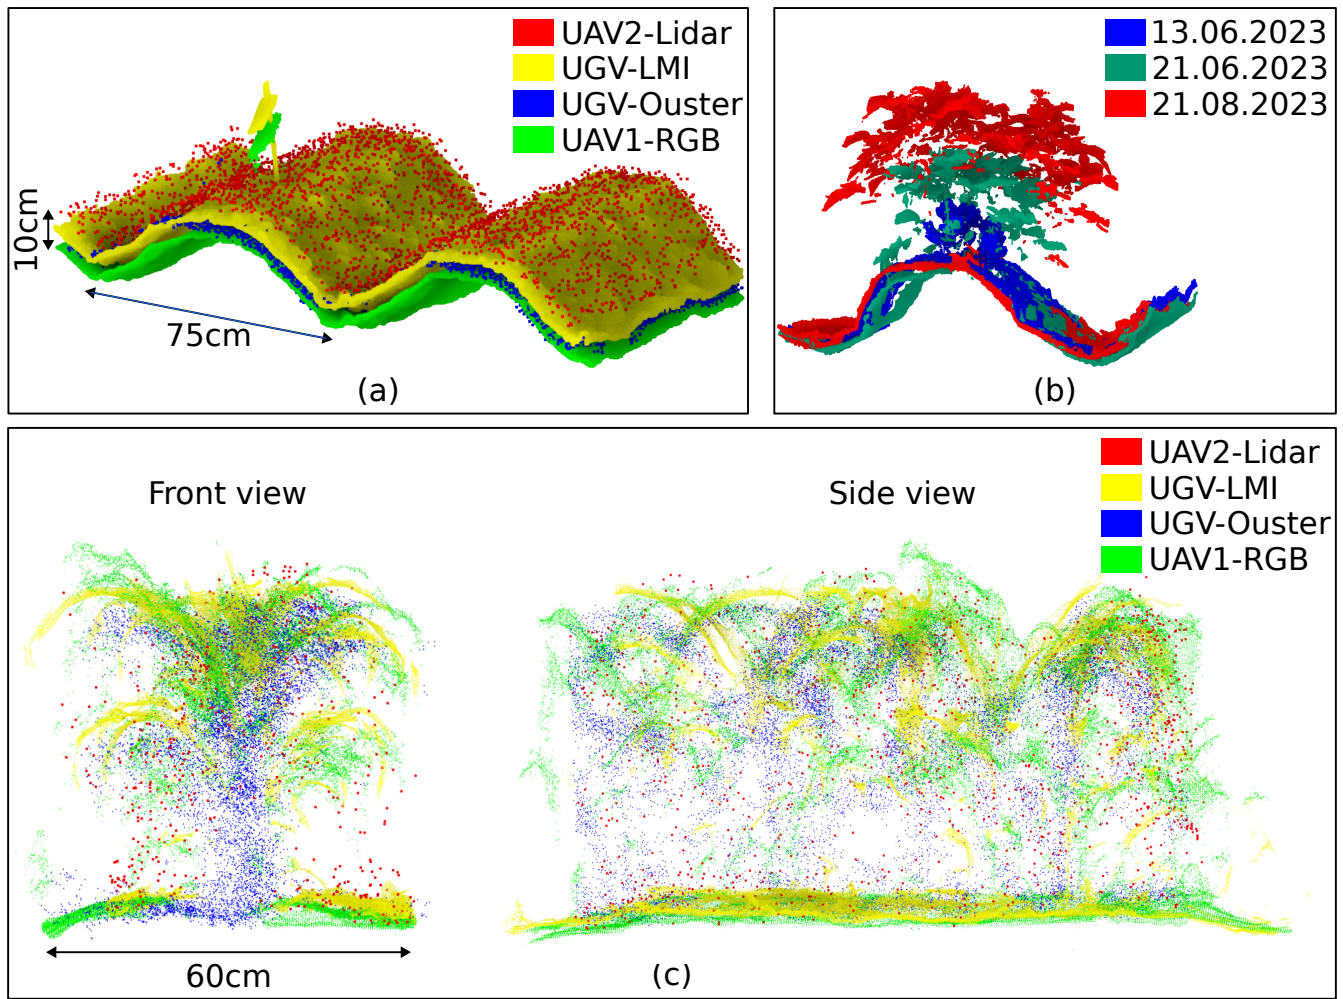 UAV2-Lidar
UGV-LMI
UGV-Ouster
UAV1-RGB
10cm
75cm
(a)
13.06.2023
21.06.2023
21.08.2023
(b)
UAV2-Lidar
UGV-LMI
UGV-Ouster
UAV1-RGB
Front view
Side view
60cm
(c)